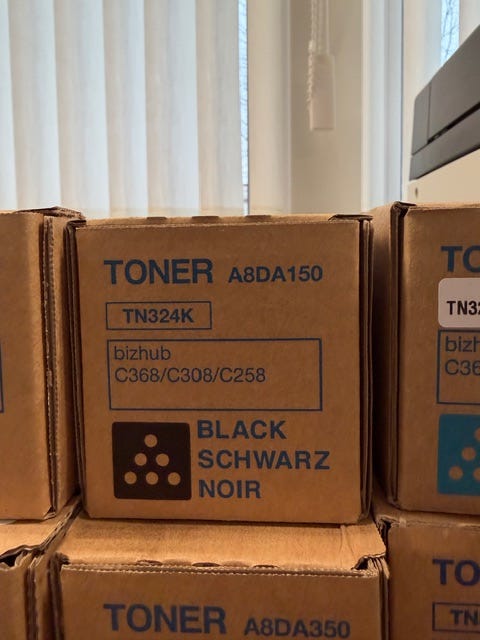 TONER A8DA150
TN324K
bizhub
C368/C308/C258
BLACK
SCHWARZ
NOIR
TONER A8DA350